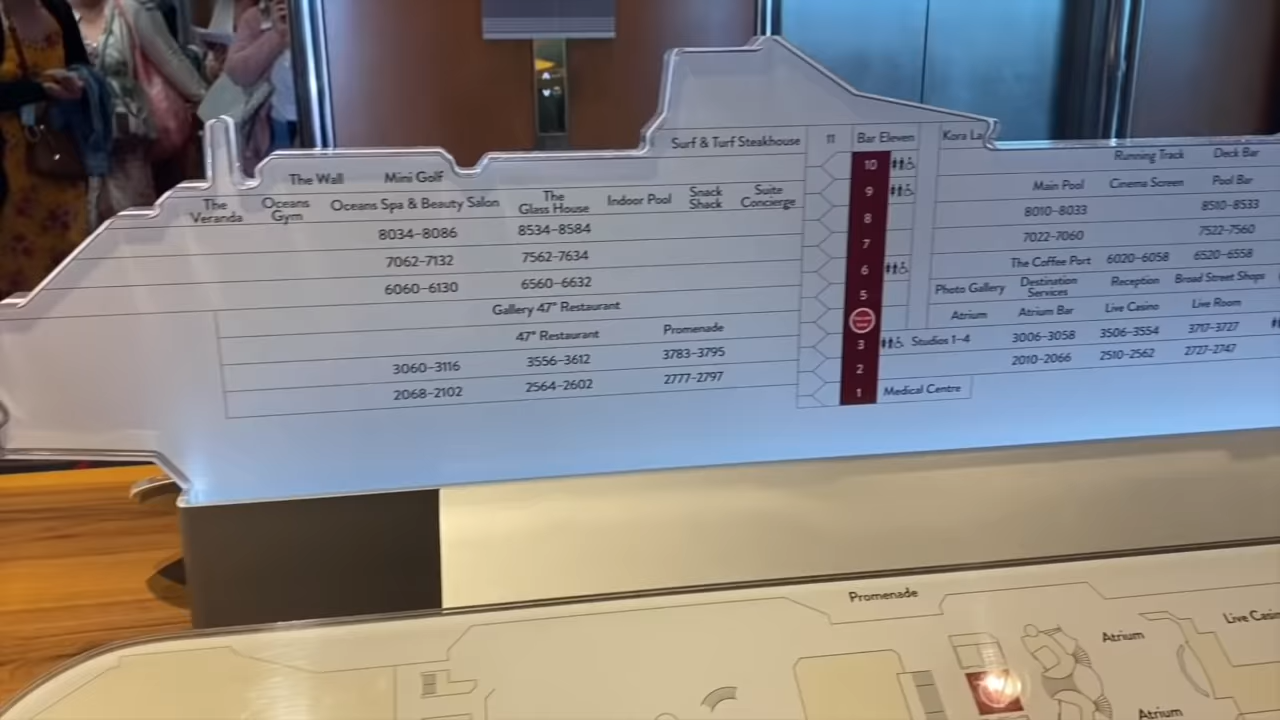 Surf & Turf Steakhouse 11 Bar Eleven
The Wall Mini Golf 10 Running Track Deck Bar
The Veranda Oceans Gym Oceans Spa & Beauty Salon The Glass House Indoor Pool Snack Shack Suite Concierge 9 Main Pool Cinema Screen Pool Bar
8034-8086 8534-8584 8 8010-8033 8510-8533
7062-7132 7562-7634 7 7022-7060 7522-7560
6060-6130 6560-6632 6 The Coffee Port 6020-6058 6520-6558
Gallery 47° Restaurant 5 Photo Gallery Destination Services Reception Broad Street Shops
47° Restaurant Promenade Atrium Atrium Bar Live Casino Live Room
3060-3116 3556-3612 3783-3795 3 Studios 1-4 3006-3058 3506-3554 3717-3727
2068-2102 2564-2602 2777-2797 2 2010-2066 2510-2562 2727-2747
1 Medical Centre
Promenade
Atrium
Atrium